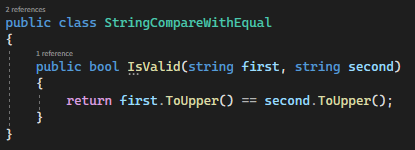 2 references
public class StringCompareWithEqual
{
1 reference
public bool IsValid(string first, string second)
{
return first.ToUpper() == second.ToUpper();
}
}